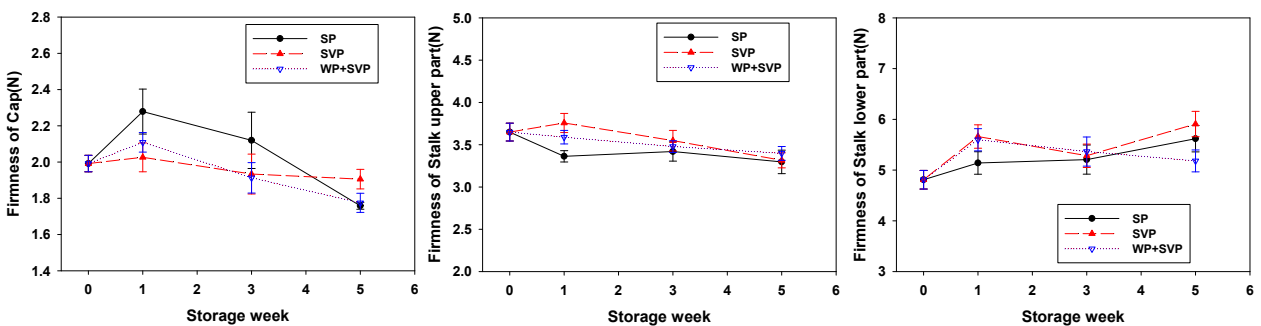 Firmness of Cap(N)
2.8
2.6
2.4
2.2
2.0
1.8
1.6
1.4
SP
SVP
WP+SVP
0 1 2 3 4 5 6
Storage week
Firmness of Stalk upper part(N)
5.0
4.5
4.0
3.5
3.0
2.5
2.0
SP
SVP
WP+SVP
0 1 2 3 4 5 6
Storage week
Firmness of Stalk lower part(N)
8
7
6
5
4
3
SP
SVP
WP+SVP
0 1 2 3 4 5 6
Storage week